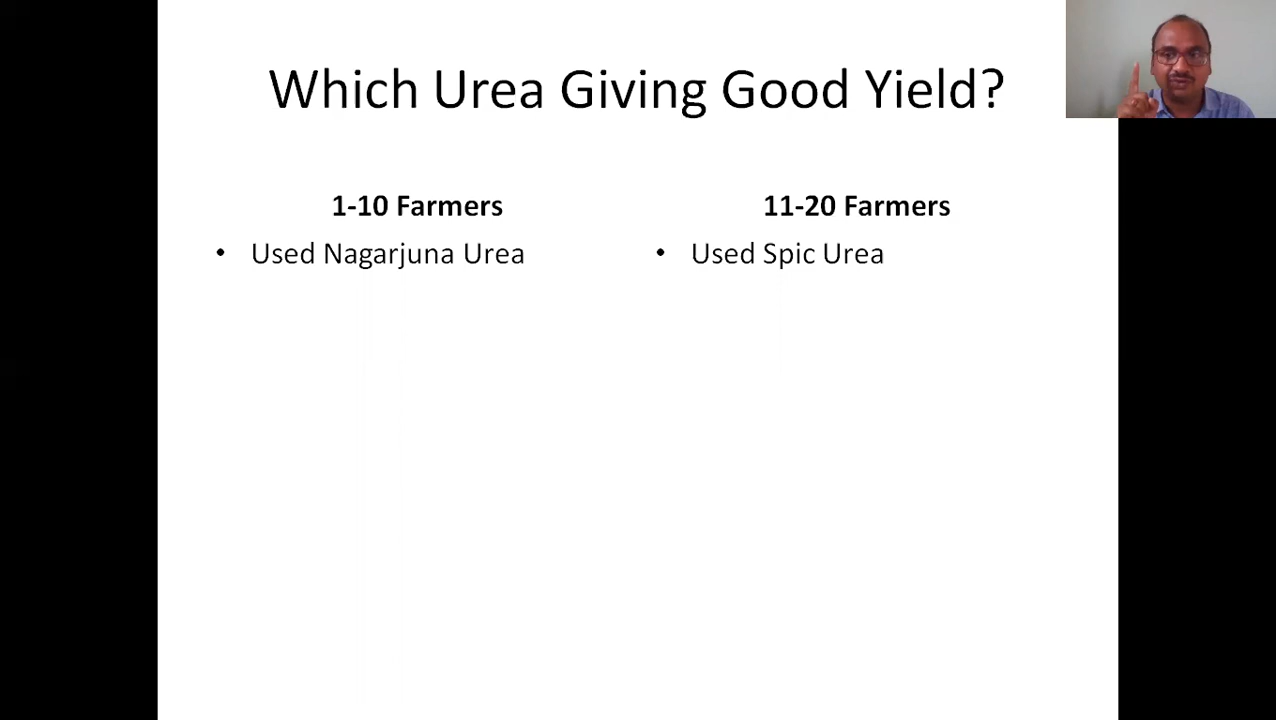 Which Urea Giving Good Yield?
1-10 Farmers
• Used Nagarjuna Urea
11-20 Farmers
• Used Spic Urea